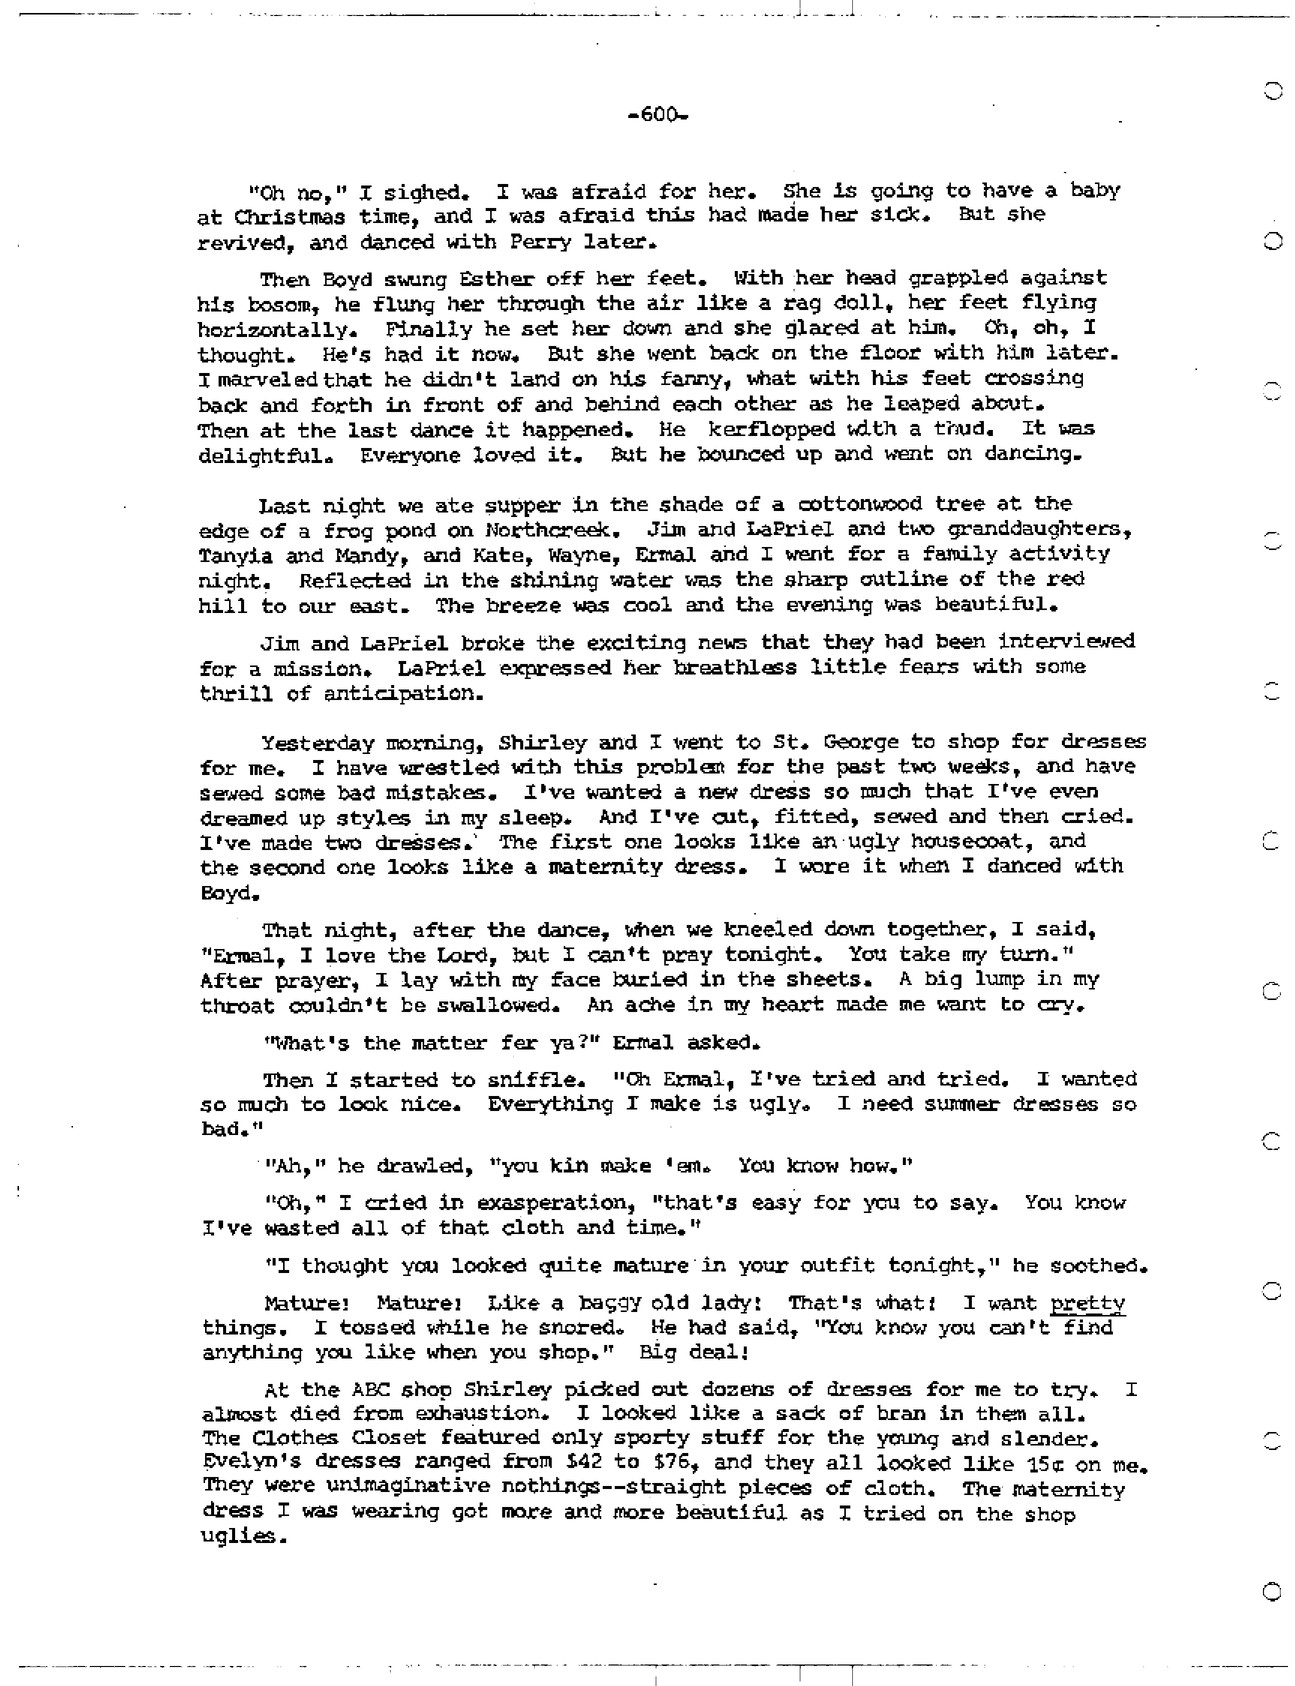 -600-
"Oh no," I sighed. I was afraid for her. She is going to have a baby
at Christmas time, and I was afraid this had made her sick. But she
revived, and danced with Perry later.
Then Boyd swung Esther off her feet. With her head grappled against
his bosom, he flung her through the air like a rag doll, her feet flying
horizontally. Finally he set her down and she glared at him. Oh, oh, I
thought. He's had it now. But she went back on the floor with him later.
I marveled that he didn't land on his fanny, what with his feet crossing
back and forth in front of and behind each other as he leaped about.
Then at the last dance it happened. He kerflopped with a thud. It was
delightful. Everyone loved it. But he bounced up and went on dancing.
Last night we ate supper in the shade of a cottonwood tree at the
edge of a frog pond on Northcreek. Jim and LaPriel and two granddaughters,
Tanyia and Mandy, and Kate, Wayne, Ermal and I went for a family activity
night. Reflected in the shining water was the sharp outline of the red
hill to our east. The breeze was cool and the evening was beautiful.
Jim and LaPriel broke the exciting news that they had been interviewed
for a mission. LaPriel expressed her breathless little fears with some
thrill of anticipation.
Yesterday morning, Shirley and I went to St. George to shop for dresses
for me. I have wrestled with this problem for the past two weeks, and have
sewed some bad mistakes. I've wanted a new dress so much that I've even
dreamed up styles in my sleep. And I've cut, fitted, sewed and then cried.
I've made two dresses. The first one looks like an ugly housecoat, and
the second one looks like a maternity dress. I wore it when I danced with
Boyd.
That night, after the dance, when we kneeled down together, I said,
"Ermal, I love the Lord, but I can't pray tonight. You take my turn."
After prayer, I lay with my face buried in the sheets. A big lump in my
throat couldn't be swallowed. An ache in my heart made me want to cry.
"What's the matter fer ya?" Ermal asked.
Then I started to sniffle. "Oh Ermal, I've tried and tried. I wanted
so much to look nice. Everything I make is ugly. I need summer dresses so
bad."
"Ah," he drawled, "you kin make 'em. You know how."
"Oh," I cried in exasperation, "that's easy for you to say. You know
I've wasted all of that cloth and time."
"I thought you looked quite mature in your outfit tonight," he soothed.
Mature! Mature! Like a baggy old lady! That's what! I want pretty
things. I tossed while he snored. He had said, "You know you can't find
anything you like when you shop." Big deal!
At the ABC shop Shirley picked out dozens of dresses for me to try. I
almost died from exhaustion. I looked like a sack of bran in them all.
The Clothes Closet featured only sporty stuff for the young and slender.
Evelyn's dresses ranged from $42 to $76, and they all looked like 15¢ on me.
They were unimaginative nothings--straight pieces of cloth. The maternity
dress I was wearing got more and more beautiful as I tried on the shop
uglies.